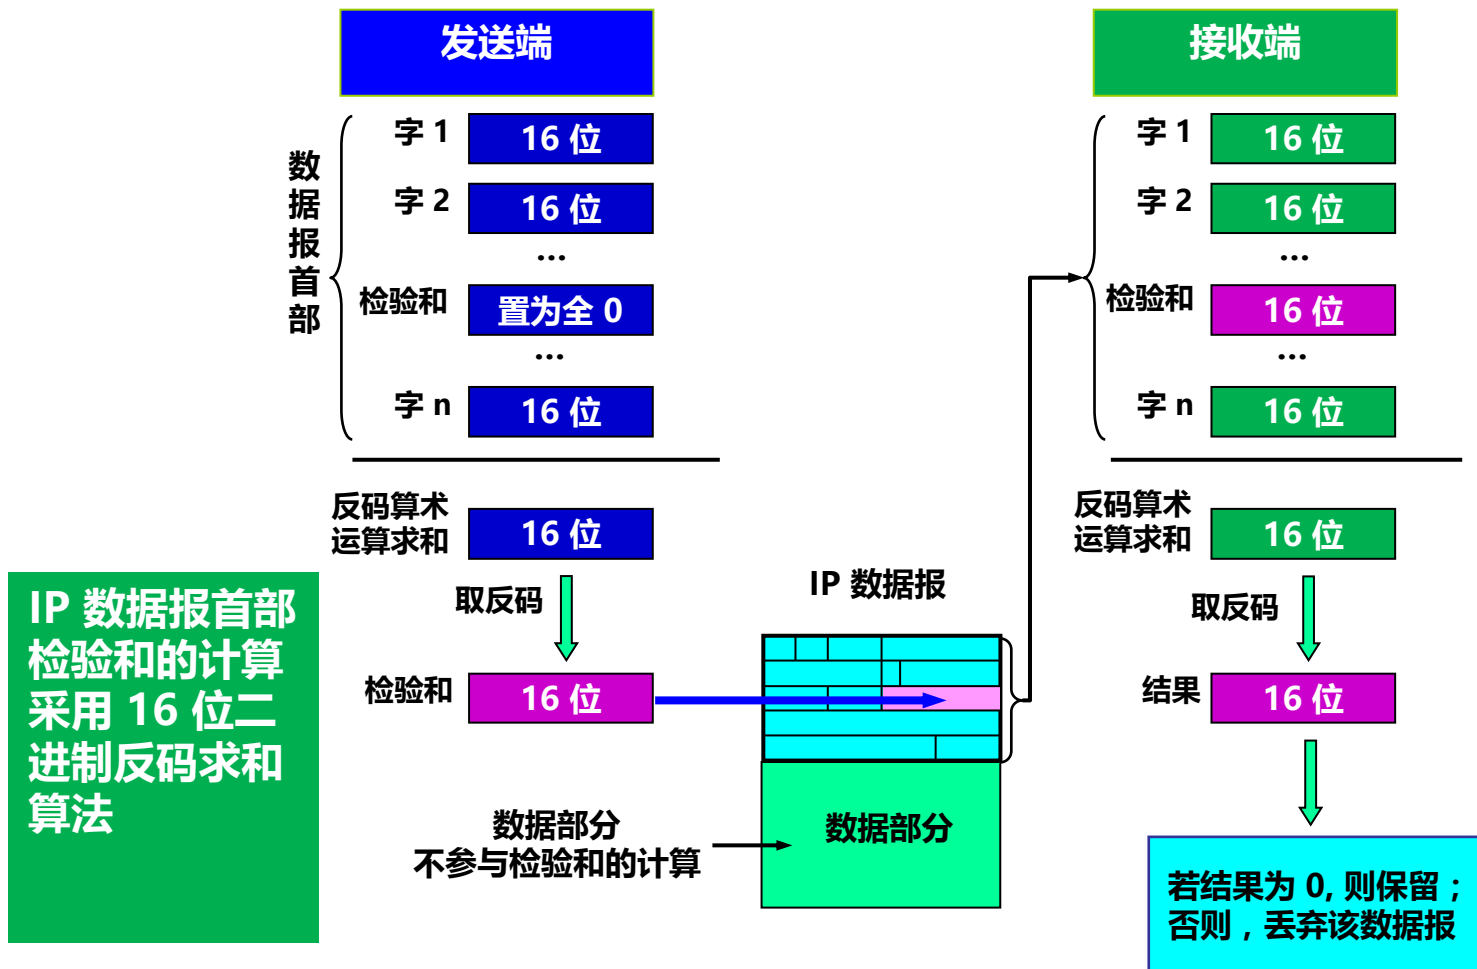 发送端
数
据
报
首
部
字 1
16 位
字 2
16 位
...
检验和
置为全 0
...
字 n
16 位
反码算术
运算求和
16 位
取反码
检验和
16 位
IP 数据报首部
检验和的计算
采用 16 位二
进制反码求和
算法
IP 数据报
数据部分
不参与检验和的计算
数据部分
接收端
字 1
16 位
字 2
16 位
...
检验和
16 位
...
字 n
16 位
反码算术
运算求和
16 位
取反码
结果
16 位
若结果为 0, 则保留；
否则，丢弃该数据报